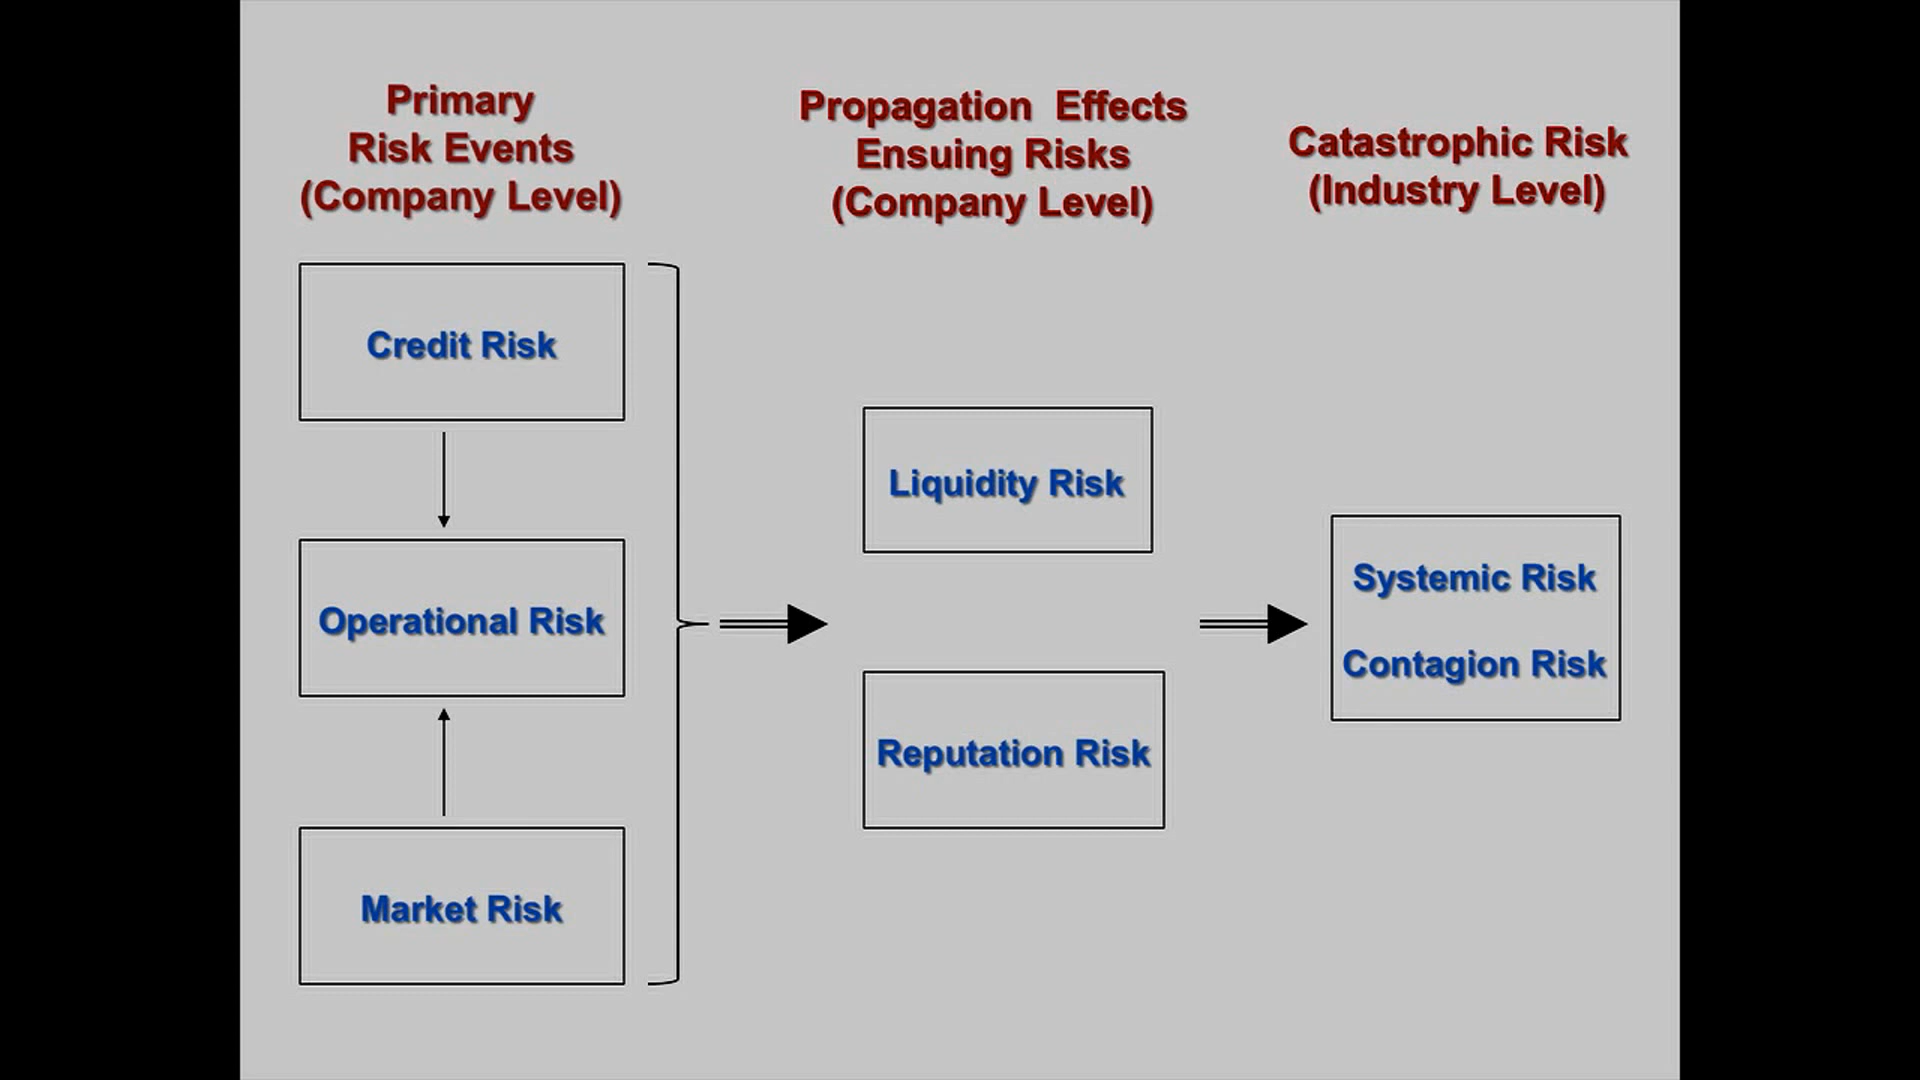 Primary
Risk Events
(Company Level)
Propagation Effects
Ensuing Risks
(Company Level)
Catastrophic Risk
(Industry Level)
Credit Risk
Operational Risk
Market Risk
Liquidity Risk
Reputation Risk
Systemic Risk
Contagion Risk